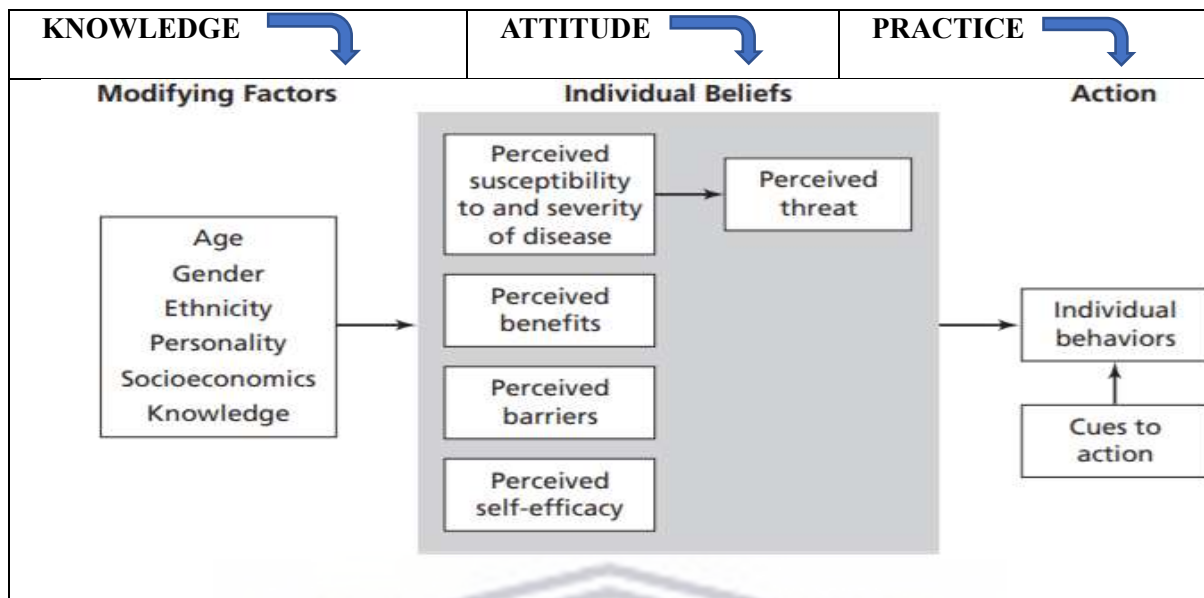 KNOWLEDGE
ATTITUDE
PRACTICE
Modifying Factors
Individual Beliefs
Action
Age
Gender
Ethnicity
Personality
Socioeconomics
Knowledge
Perceived
susceptibility
to and severity
of disease
Perceived
threat
Perceived
benefits
Perceived
barriers
Perceived
self-efficacy
Individual
behaviors
Cues to
action